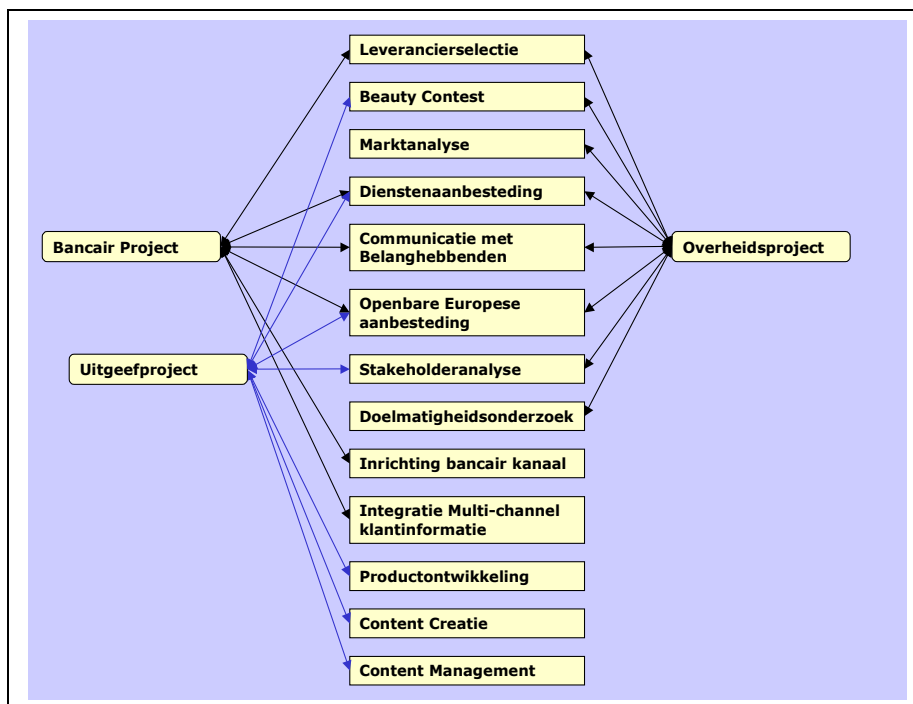 Leverancierselectie
Beauty Contest
Marktanalyse
Dienstenaanbesteding
Bancair Project
Communicatie met
Belanghebbenden
Overheidsproject
Openbare Europese
aanbesteding
Uitgeefproject
Stakeholderanalyse
Doelmatigheidsonderzoek
Inrichting bancair kanaal
Integratie Multi-channel
klantinformatie
Productontwikkeling
Content Creatie
Content Management